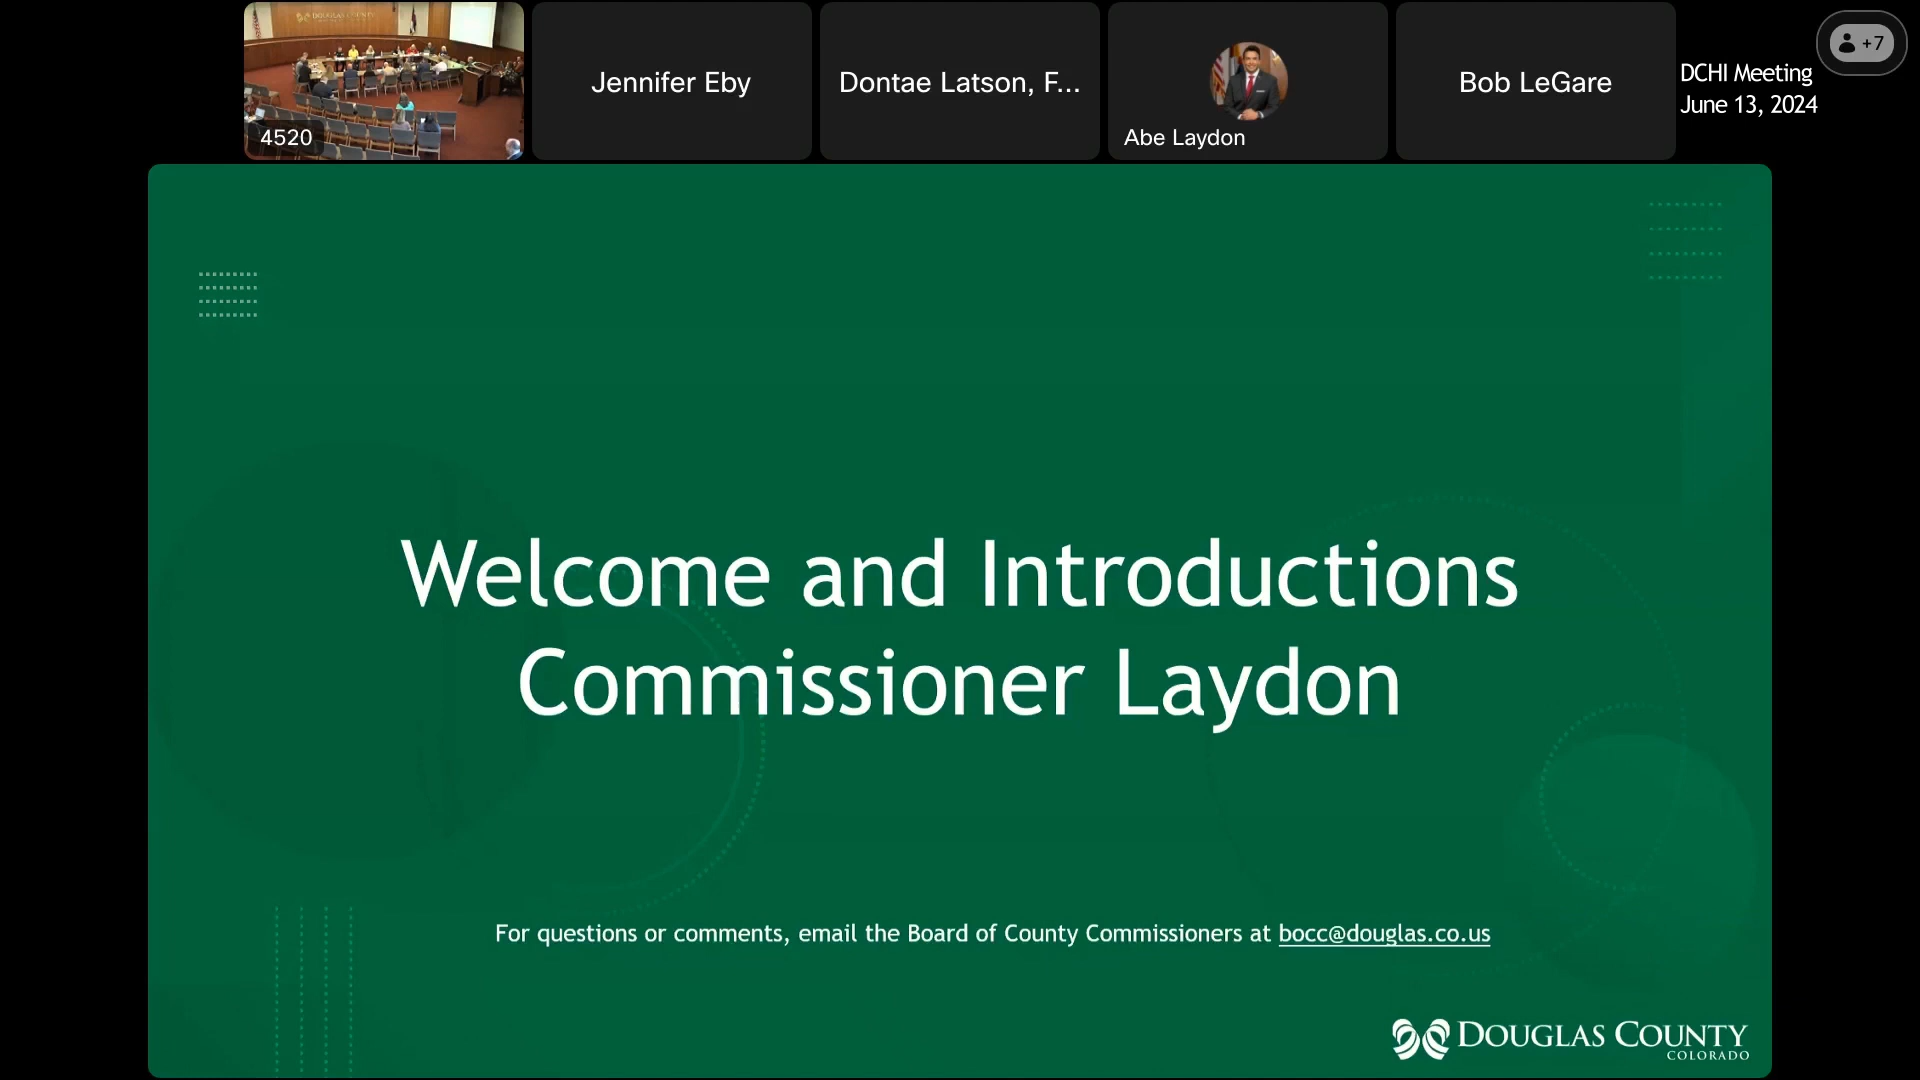 DOUGLAS COUNTY
4520
Jennifer Eby
Dontae Latson, F...
Abe Laydon
Bob LeGare
+7
DCHI Meeting
June 13, 2024
Welcome and Introductions
Commissioner Laydon
For questions or comments, email the Board of County Commissioners at bocc@douglas.co.us
DOUGLAS COUNTY
COLORADO